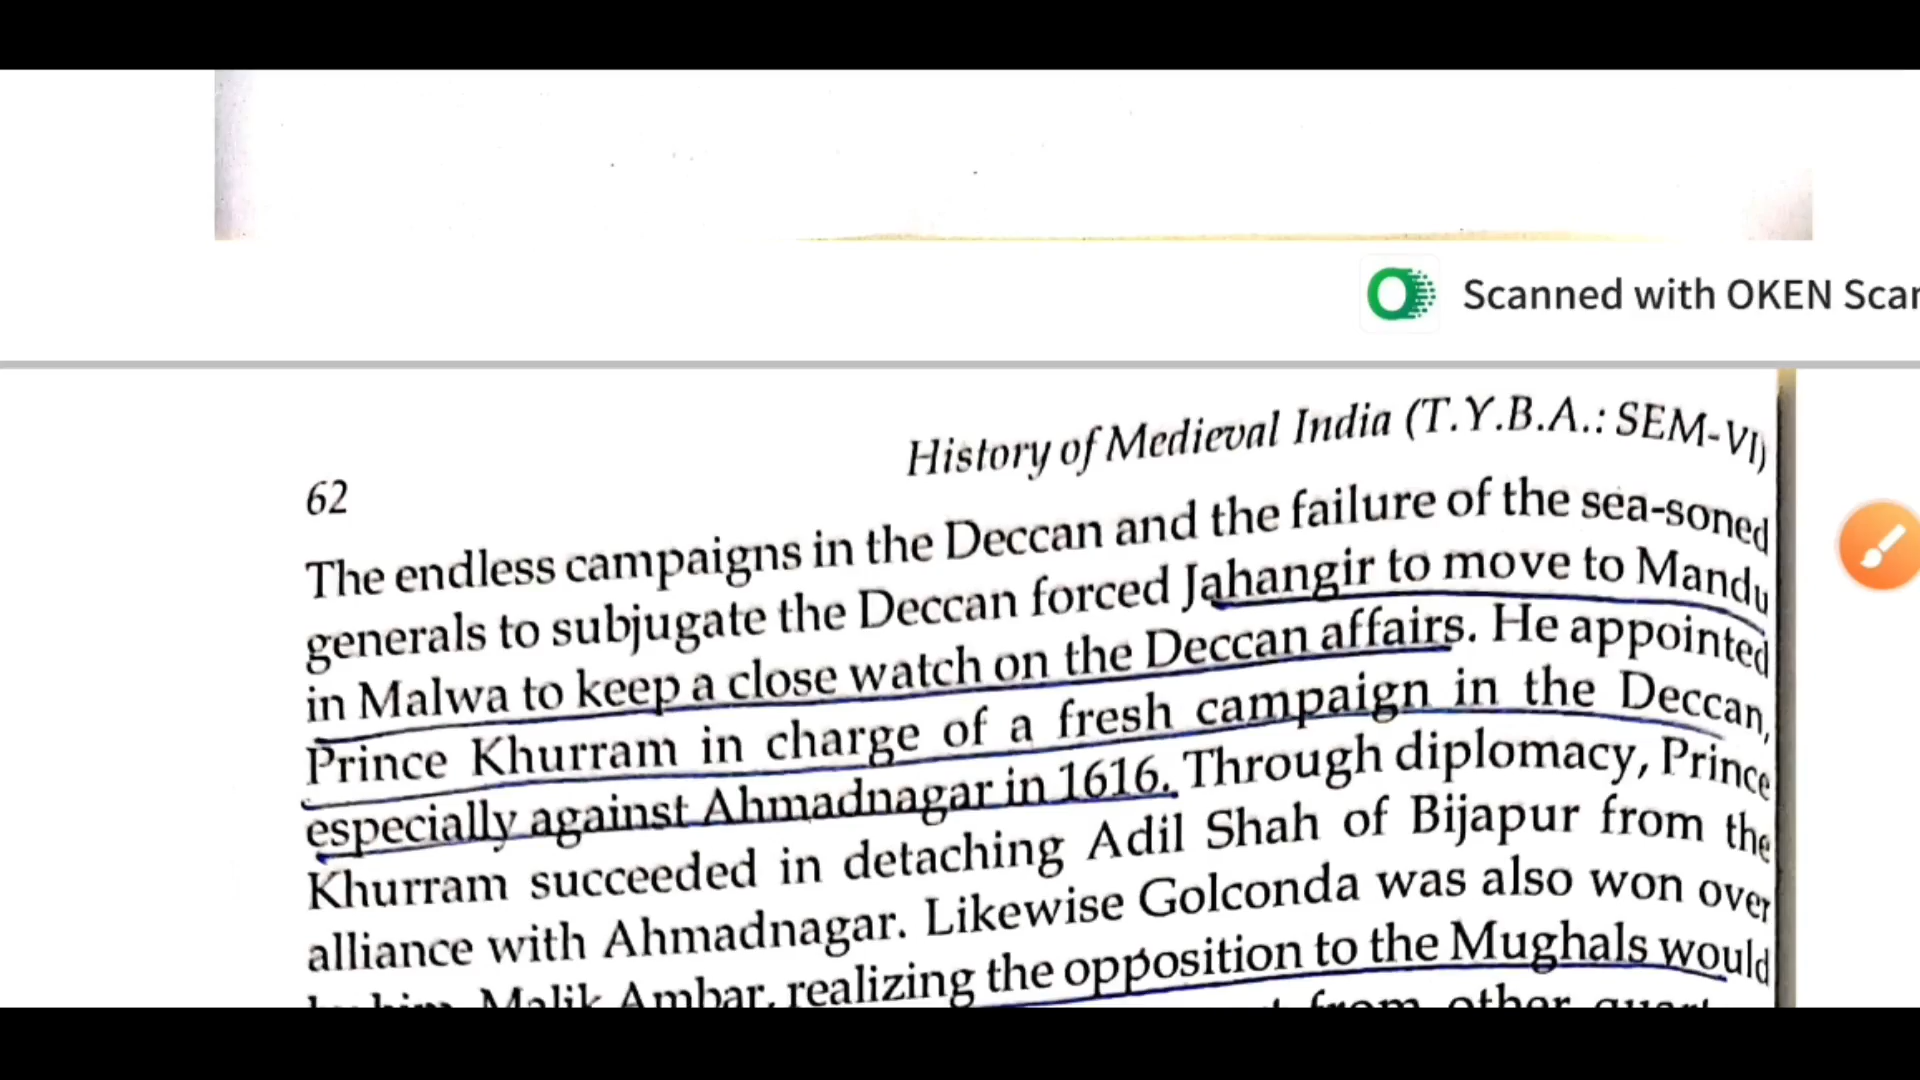 Scanned with OKEN Scan
History of Medieval India (T.Y.B.A.: SEM-VI)
62
The endless campaigns in the Deccan and the failure of the sea-soned
generals to subjugate the Deccan forced Jahangir to move to Mandu
in Malwa to keep a close watch on the Deccan affairs. He appointed
Prince Khurram in charge of a fresh campaign in the Deccan,
especially against Ahmadnagar in 1616. Through diplomacy, Prince
Khurram succeeded in detaching Adil Shah of Bijapur from the
alliance with Ahmadnagar. Likewise Golconda was also won over
by him. Malik Ambar, realizing the opposition to the Mughals would
from other